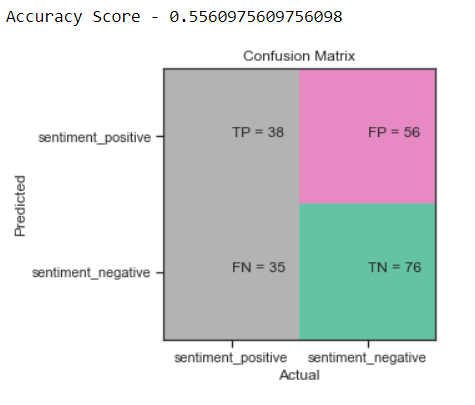 Accuracy Score - 0.5560975609756098
Confusion Matrix
sentiment_positive
TP = 38
FP = 56
Predicted
sentiment_negative
FN = 35
TN = 76
sentiment_positive
sentiment_negative
Actual